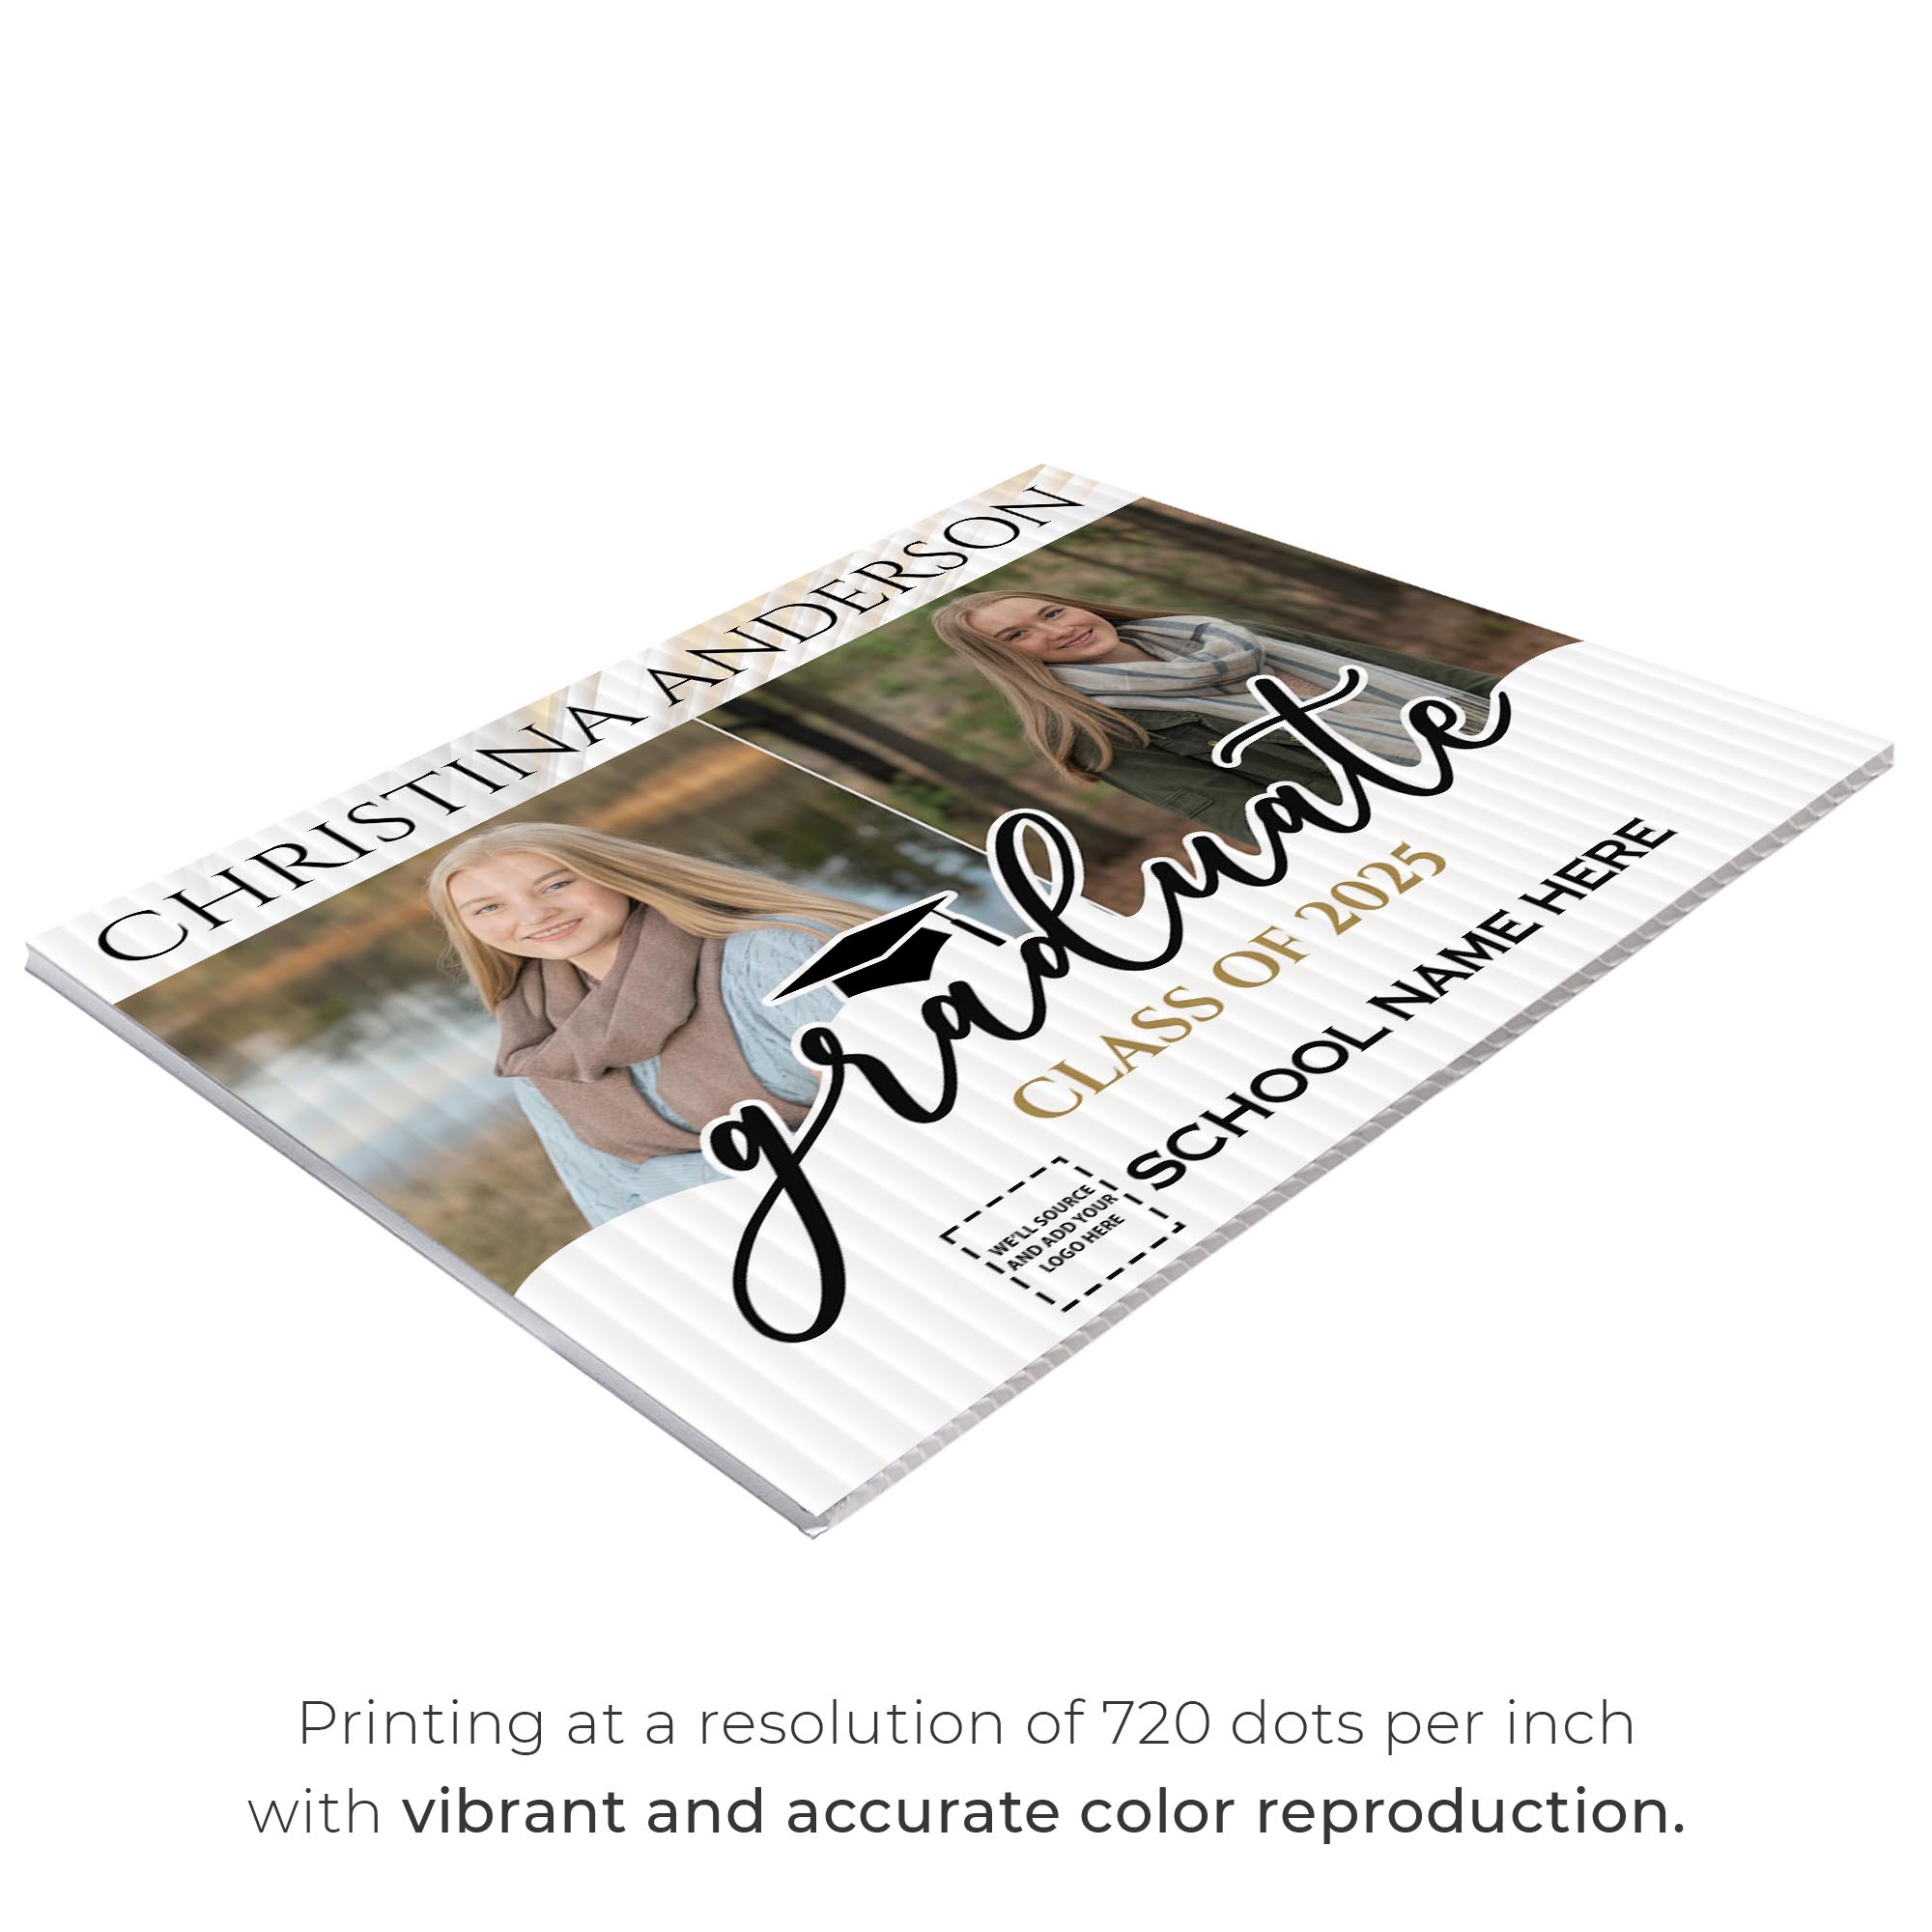 CHRISTINA ANDERSON
graduate
CLASS OF 2025
SCHOOL NAME HERE
WE'LL SOURCE
AND ADD YOUR
LOGO HERE
Printing at a resolution of 720 dots per inch
with vibrant and accurate color reproduction.